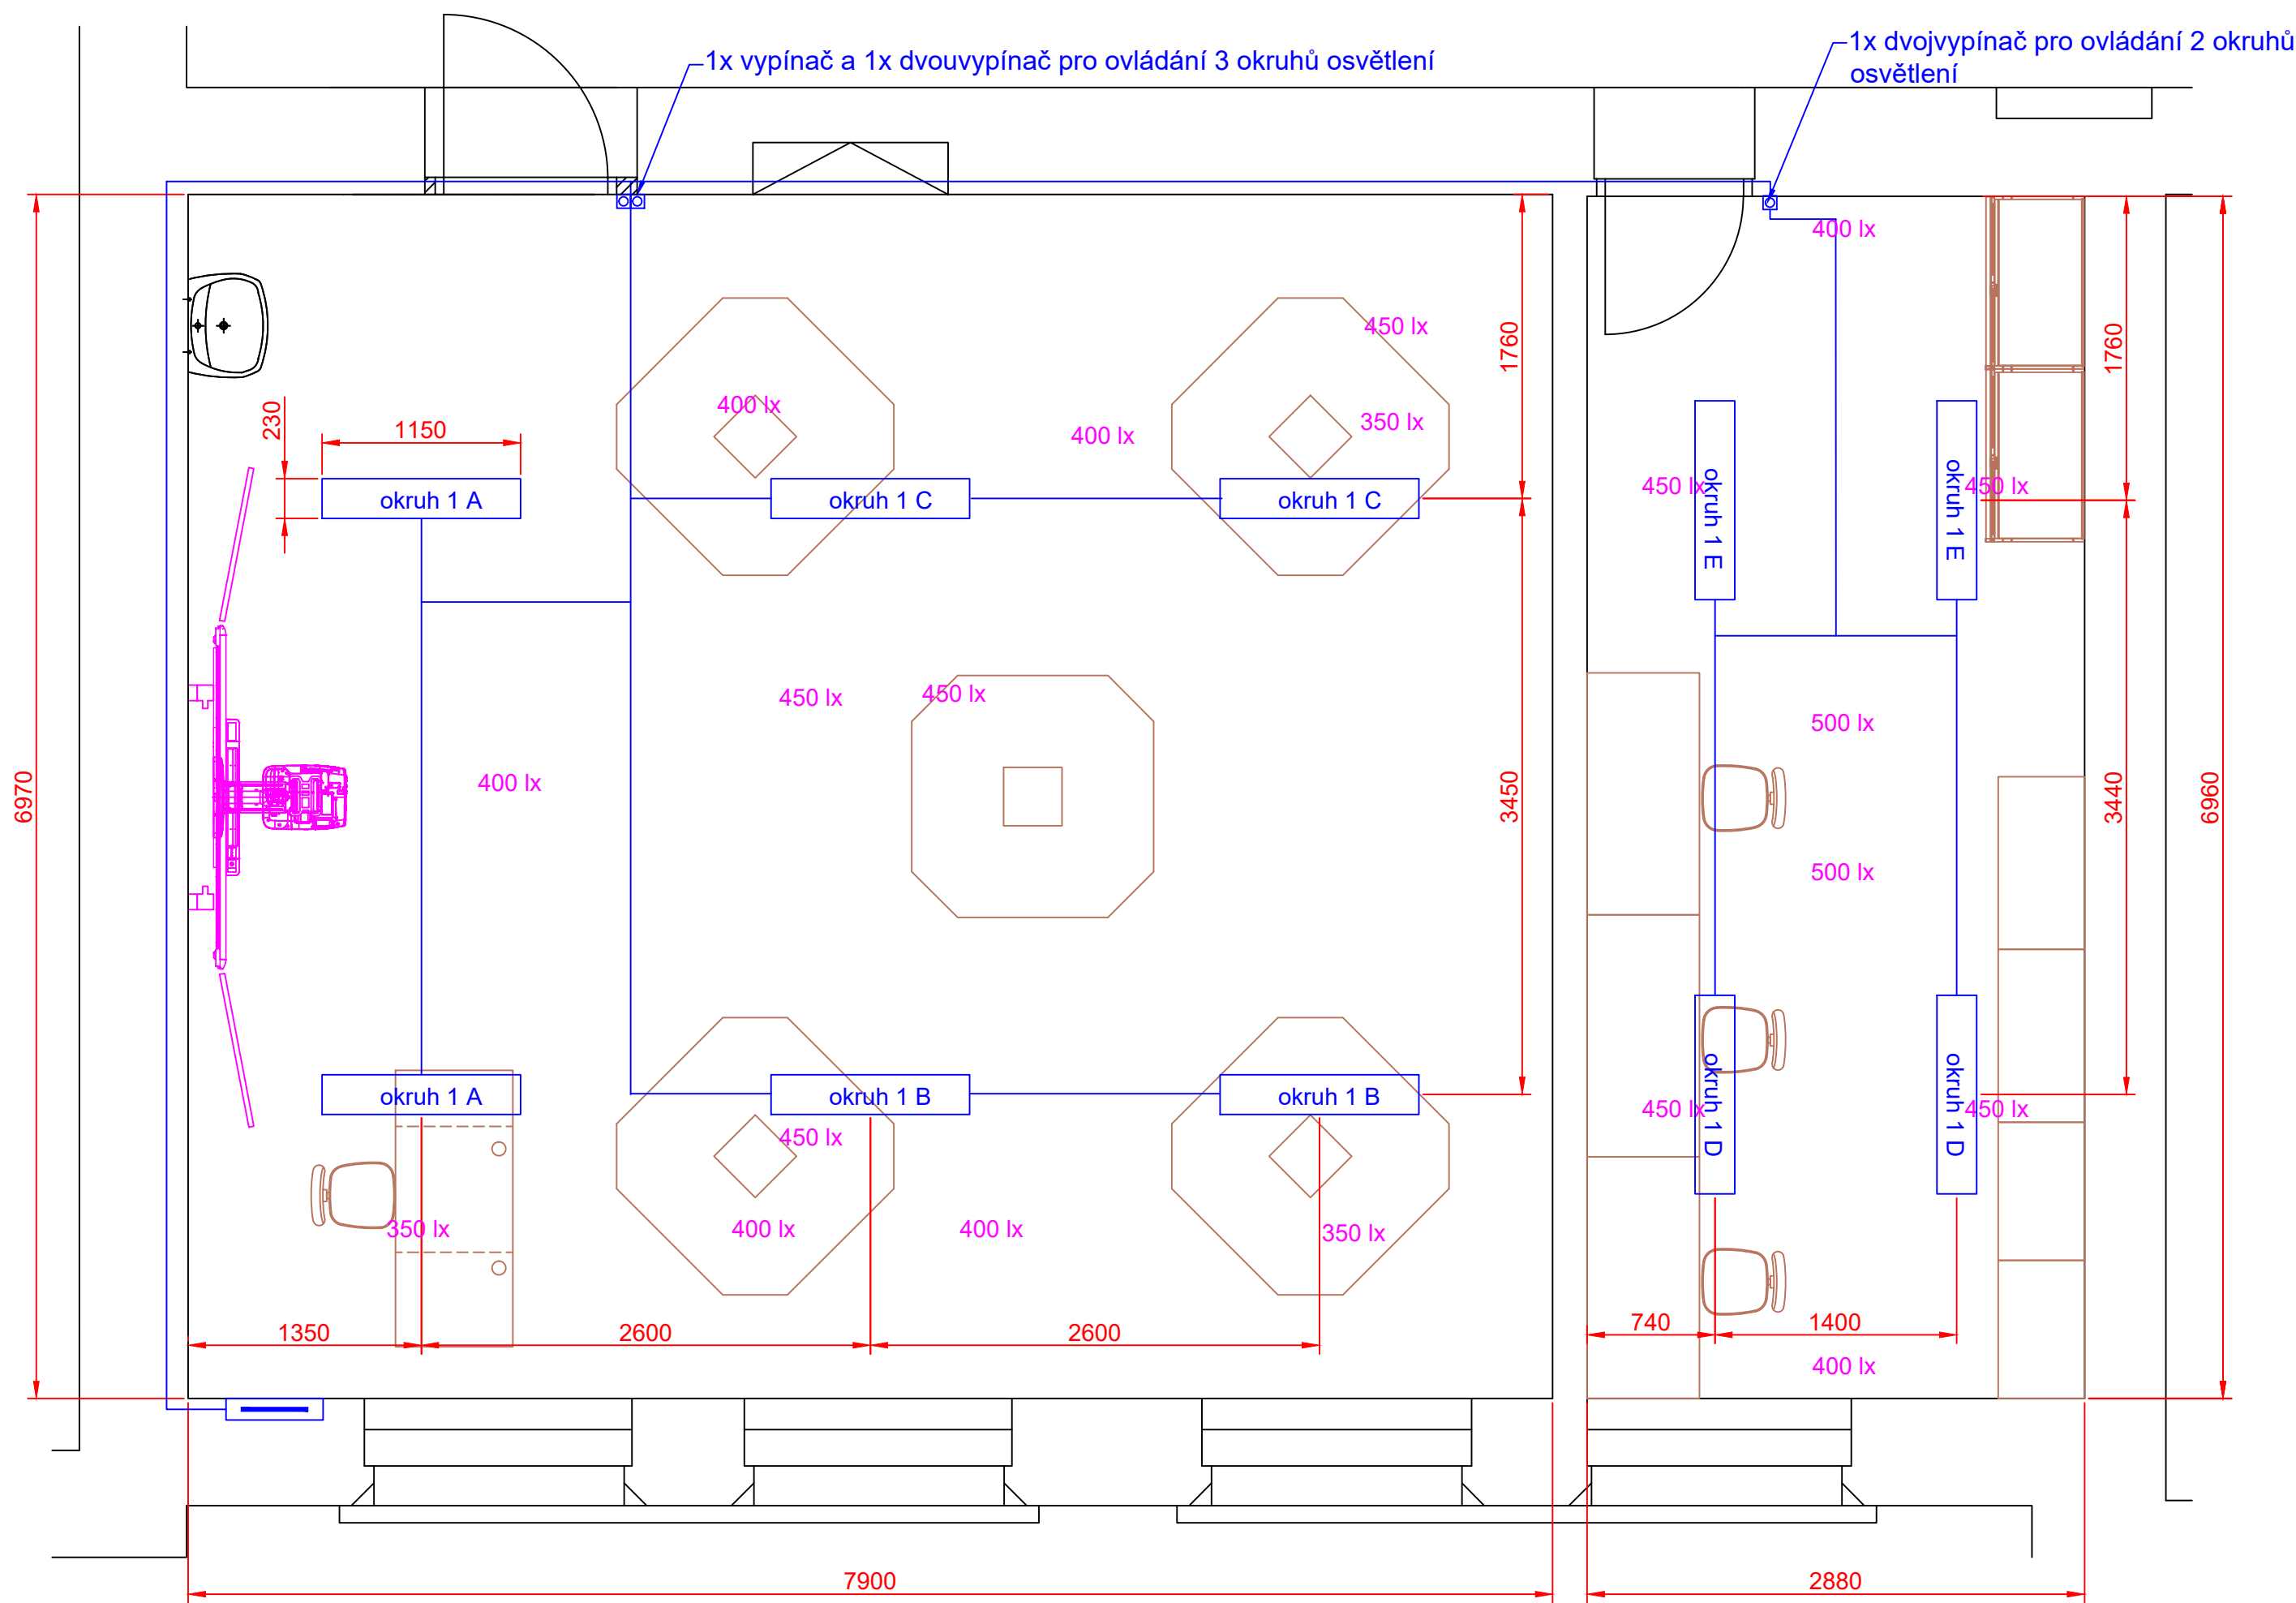 1x dvojvypínač pro ovládání 2 okruhů
osvětlení
1x vypínač a 1x dvouvypínač pro ovládání 3 okruhů osvětlení
400 lx
450 lx
1760
1760
230
1150
400 lx
350 lx
400 lx
okruh 1 A
okruh 1 C
okruh 1 C
450 lx
okruh 1 E
okruh 1 E
450 lx
450 lx
450 lx
500 lx
6970
400 lx
3450
3440
6960
500 lx
okruh 1 A
okruh 1 B
okruh 1 B
450 lx
okruh 1 D
okruh 1 D
450 lx
450 lx
350 lx
400 lx
400 lx
350 lx
1350
2600
2600
740
1400
400 lx
7900
2880